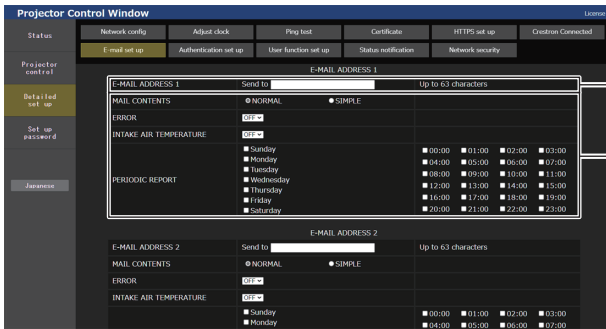 Projector Control Window
License
Status
Projector control
Detailed set up
Set up password
Japanese
Network config Adjust clock Ping test Certificate HTTPS set up Crestron Connected
E-mail set up Authentication set up User function set up Status notification Network security
E-MAIL ADDRESS 1
E-MAIL ADDRESS 1 Send to Up to 63 characters
MAIL CONTENTS NORMAL SIMPLE
ERROR OFF
INTAKE AIR TEMPERATURE OFF
PERIODIC REPORT
Sunday
Monday
Tuesday
Wednesday
Thursday
Friday
Saturday
00:00 01:00 02:00 03:00
04:00 05:00 06:00 07:00
08:00 09:00 10:00 11:00
12:00 13:00 14:00 15:00
16:00 17:00 18:00 19:00
20:00 21:00 22:00 23:00
E-MAIL ADDRESS 2
E-MAIL ADDRESS 2 Send to Up to 63 characters
MAIL CONTENTS NORMAL SIMPLE
ERROR OFF
INTAKE AIR TEMPERATURE OFF
Sunday
Monday
00:00 01:00 02:00 03:00
04:00 05:00 06:00 07:00